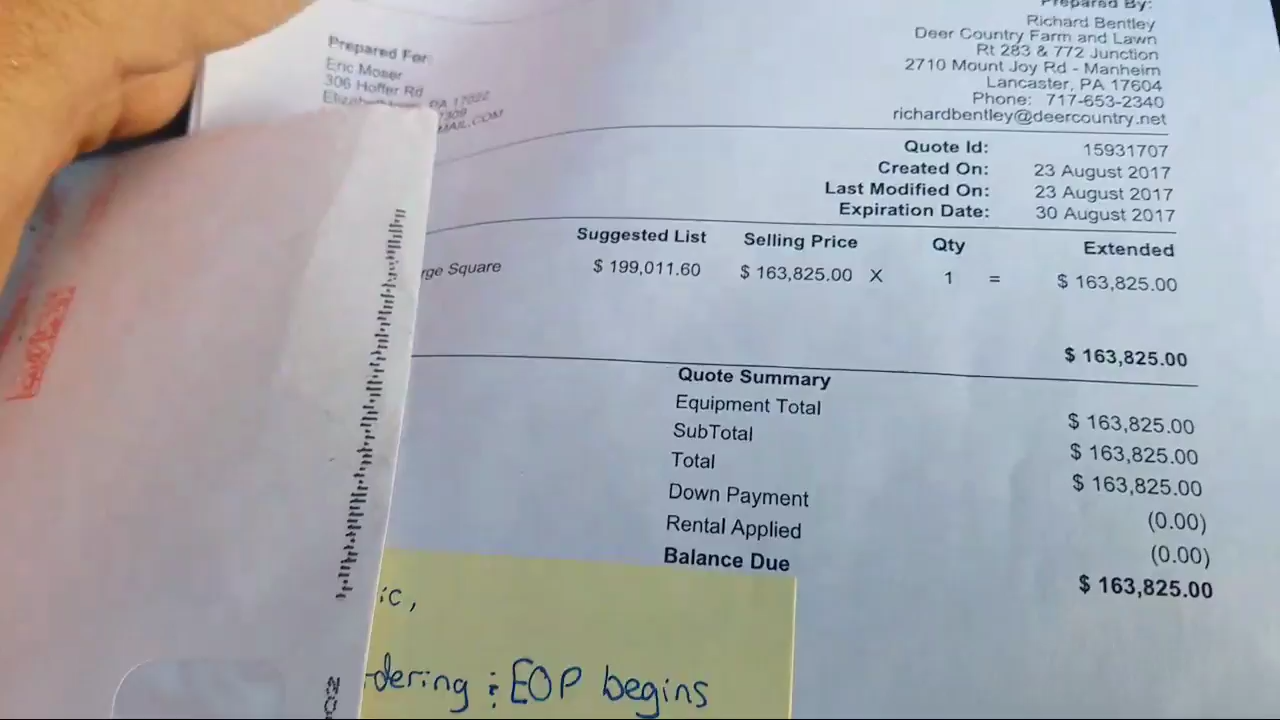 Prepared For:
Eric Moser
306 Hoffer Rd
PA 17022
7309
MAIL.COM
Prepared By:
Richard Bentley
Deer Country Farm and Lawn
Rt 283 & 772 Junction
2710 Mount Joy Rd - Manheim
Lancaster, PA 17604
Phone: 717-653-2340
richardbentley@deercountry.net
Quote Id: 15931707
Created On: 23 August 2017
Last Modified On: 23 August 2017
Expiration Date: 30 August 2017
Suggested List Selling Price Qty Extended
rge Square $ 199,011.60 $ 163,825.00 X 1 = $ 163,825.00
$ 163,825.00
Quote Summary
Equipment Total $ 163,825.00
SubTotal $ 163,825.00
Total $ 163,825.00
Down Payment (0.00)
Rental Applied (0.00)
Balance Due $ 163,825.00
ic,
dering : EOP begins